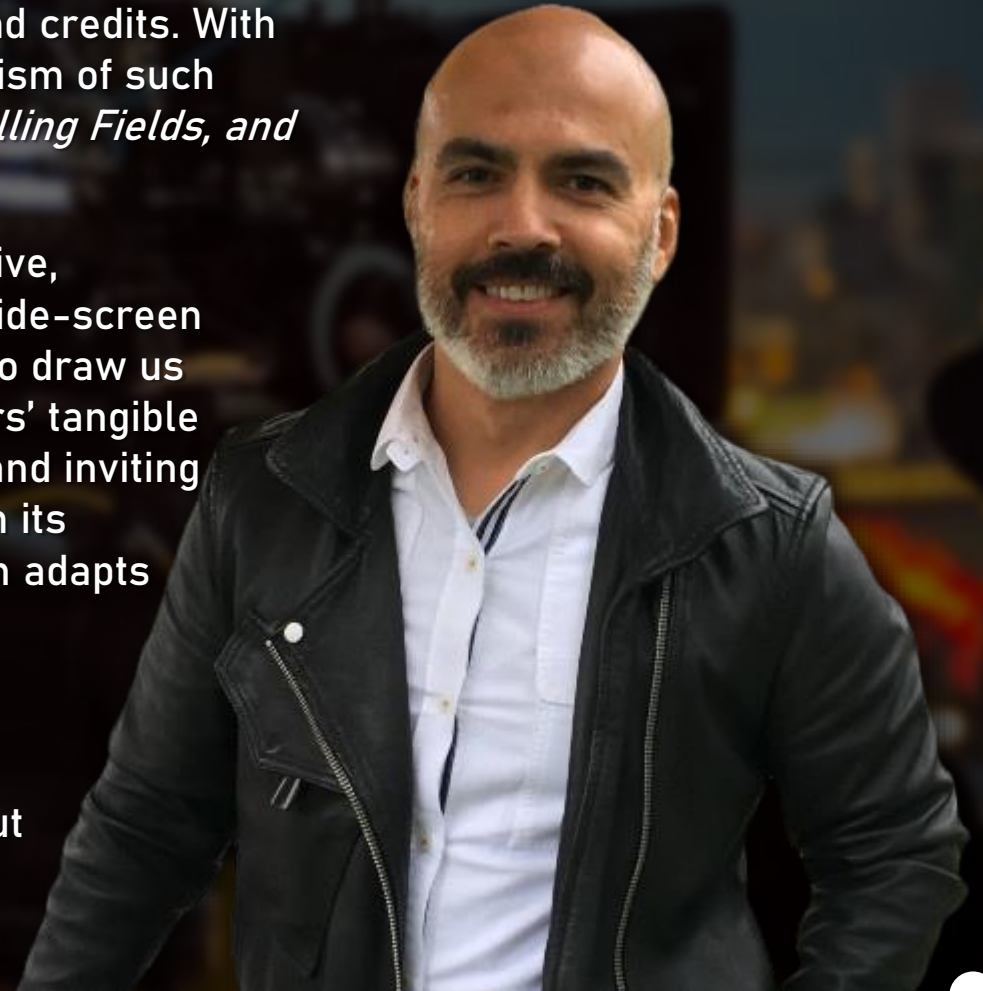 nd credits. With
ism of such
lling Fields, and
ive,
ide-screen
o draw us
rs' tangible
and inviting
n its
n adapts
ut